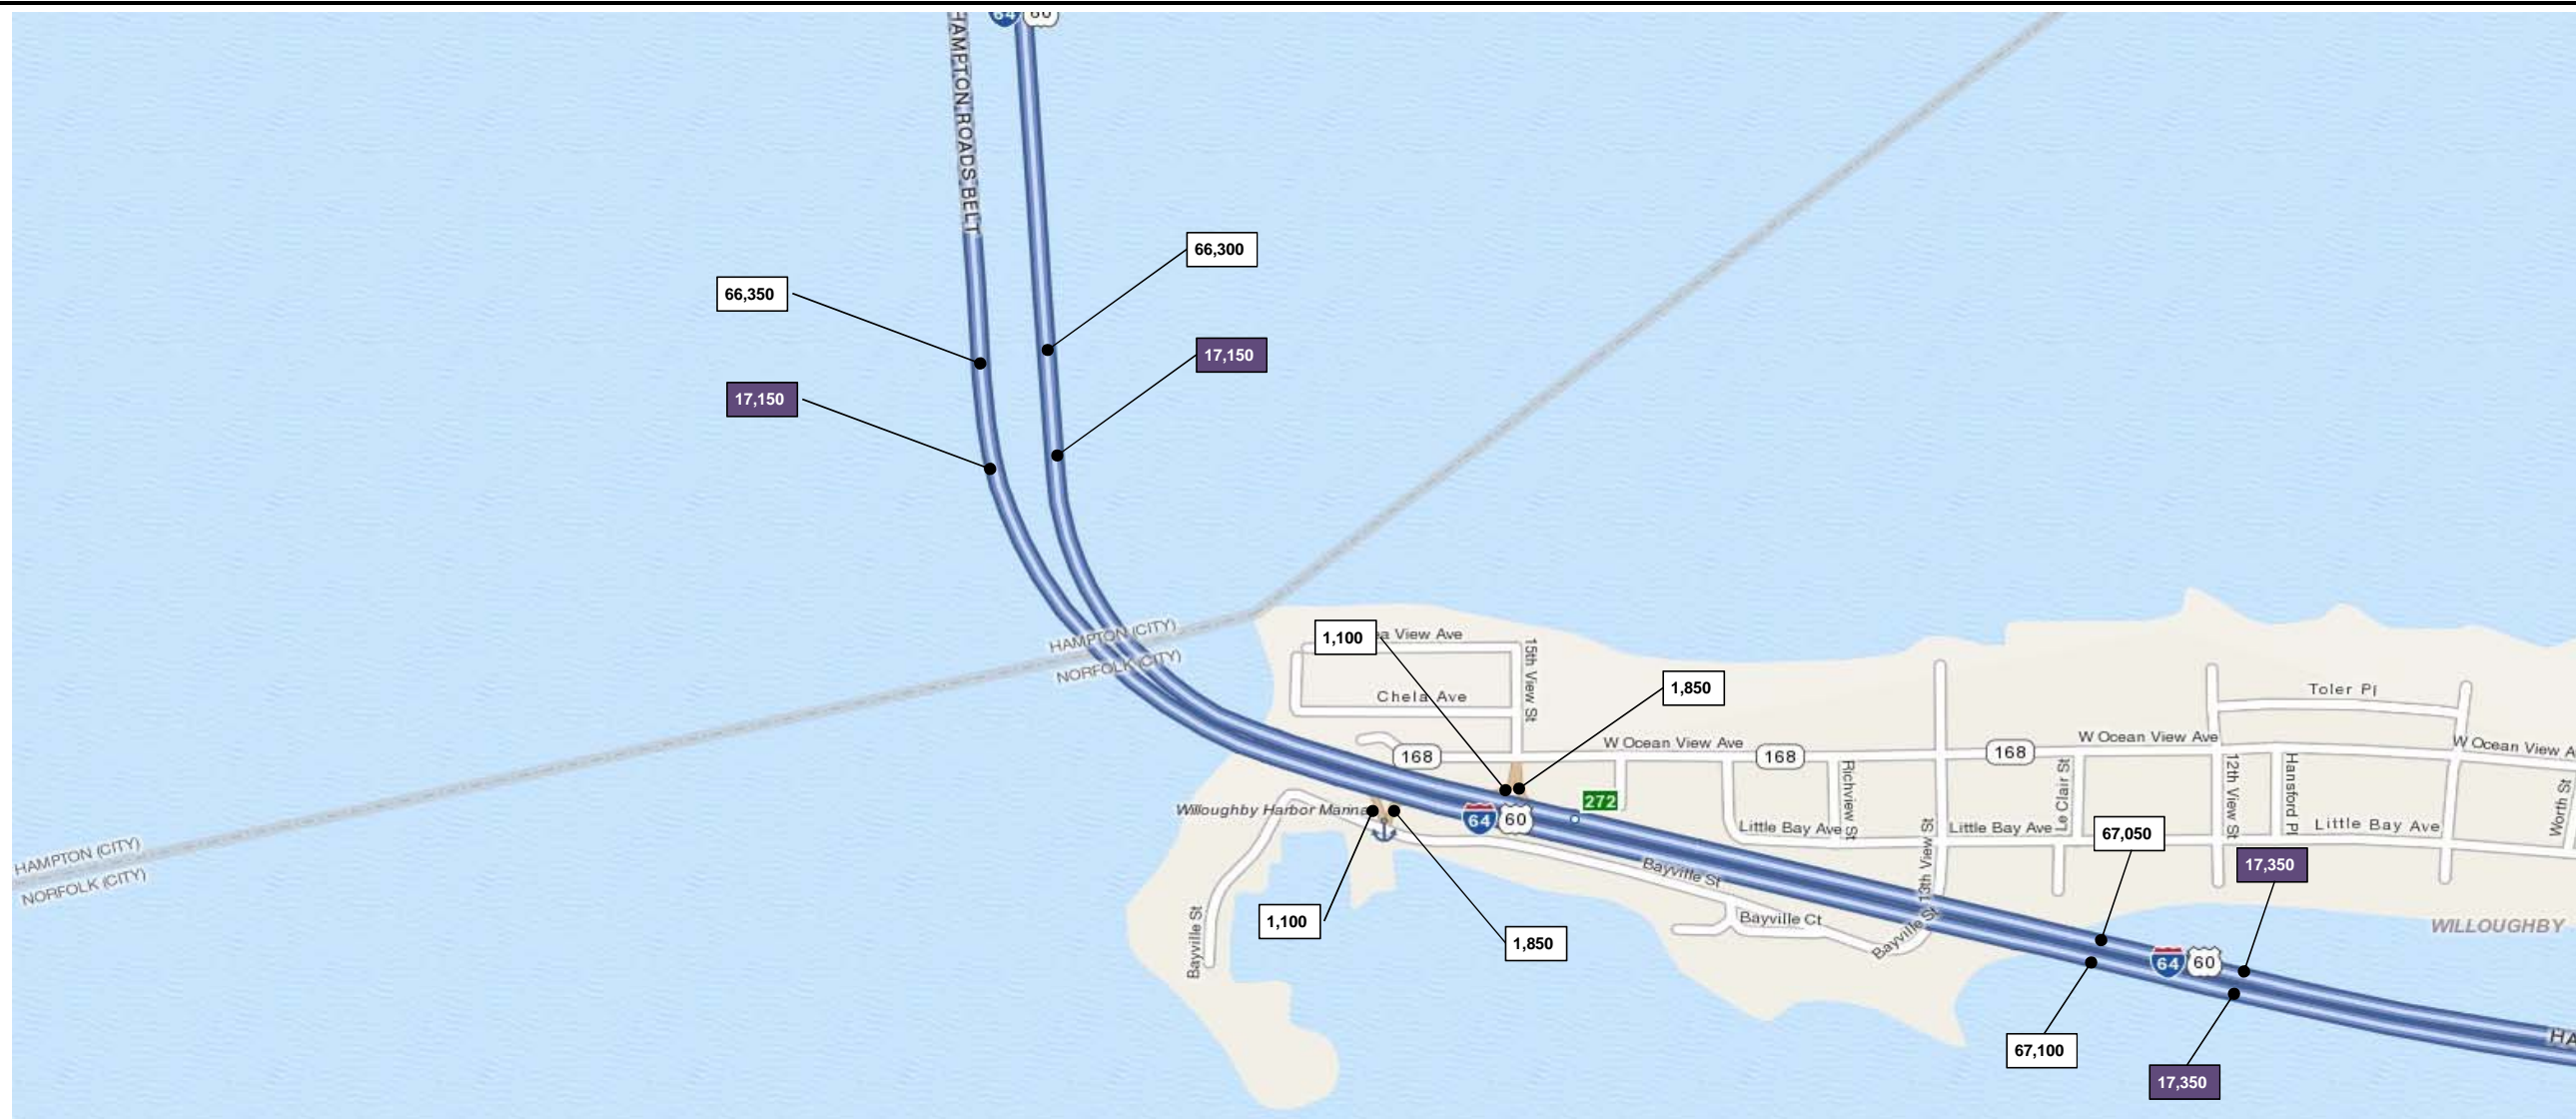 64 60
HAMPTON ROADS BELT
66,300
66,350
17,150
17,150
HAMPTON (CITY)
NORFOLK (CITY)
1,100
View Ave
15th View St
1,850
Chela Ave
Toler Pl
168
W Ocean View Ave
168
168
W Ocean View Ave
W Ocean View A
Willoughby Harbor Marina
272
64 60
Richview St
Le Clair St
12th View St
Hansford Pl
Worth St
Little Bay Ave
Little Bay Ave
Little Bay Ave
67,050
17,350
HAMPTON (CITY)
NORFOLK (CITY)
Bayville St
13th View St
1,100
1,850
Bayville St
Bayville Ct
Bayville St
WILLOUGHBY
64 60
67,100
17,350
HA